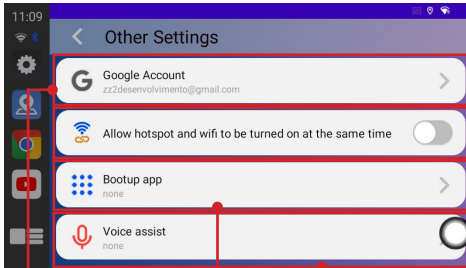 11:09
Other Settings
Google Account
zz2desenvolvimento@gmail.com
Allow hotspot and wifi to be turned on at the same time
Bootup app
none
Voice assist
none